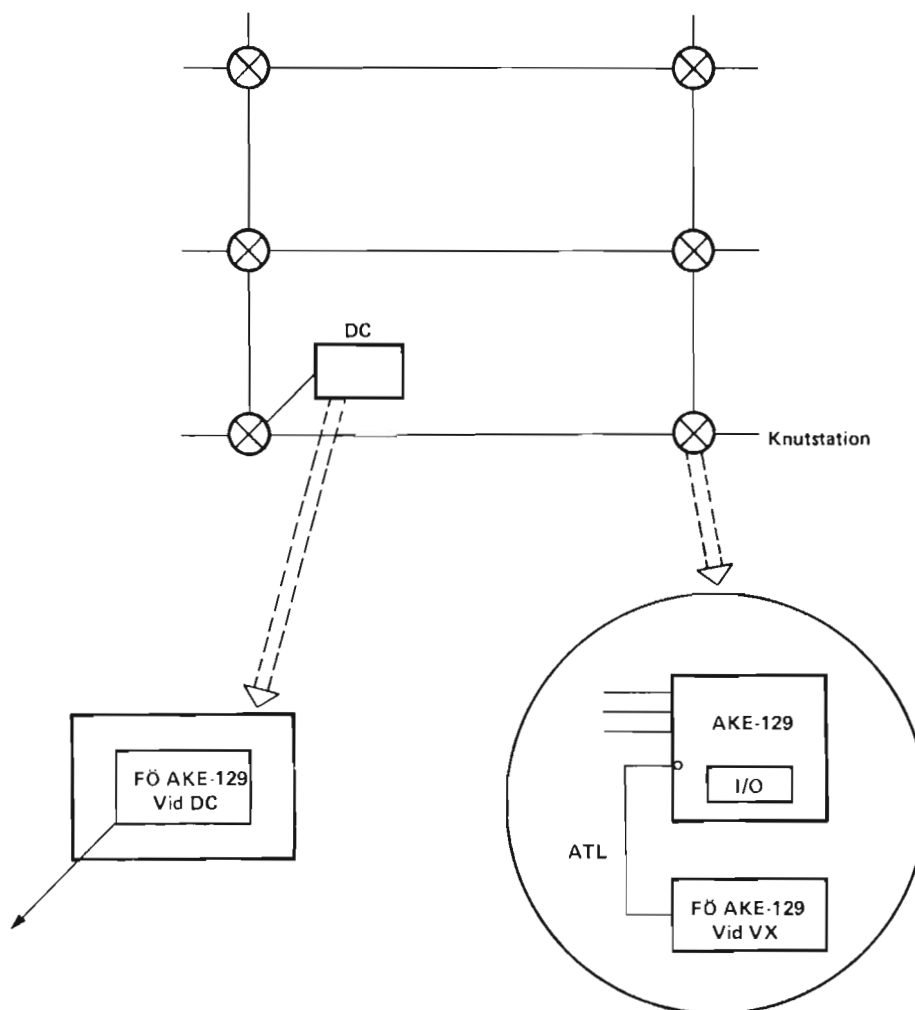 DC
Knutstation
AKE-129
I/O
ATL
FÖ AKE-129
Vid VX
FÖ AKE-129
Vid DC